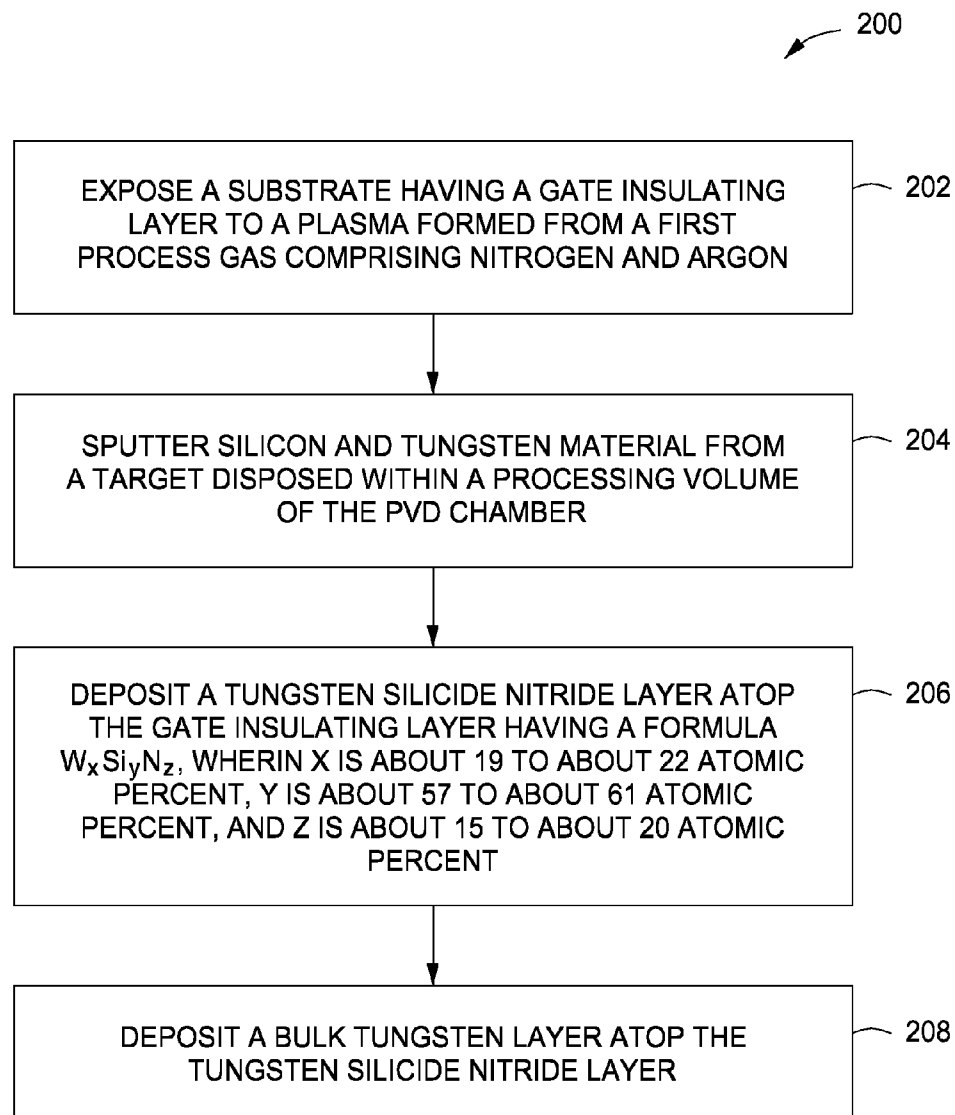 200
EXPOSE A SUBSTRATE HAVING A GATE INSULATING
LAYER TO A PLASMA FORMED FROM A FIRST
PROCESS GAS COMPRISING NITROGEN AND ARGON
202
SPUTTER SILICON AND TUNGSTEN MATERIAL FROM
A TARGET DISPOSED WITHIN A PROCESSING VOLUME
OF THE PVD CHAMBER
204
DEPOSIT A TUNGSTEN SILICIDE NITRIDE LAYER ATOP
THE GATE INSULATING LAYER HAVING A FORMULA
WxSiyNz, WHERIN X IS ABOUT 19 TO ABOUT 22 ATOMIC
PERCENT, Y IS ABOUT 57 TO ABOUT 61 ATOMIC
PERCENT, AND Z IS ABOUT 15 TO ABOUT 20 ATOMIC
PERCENT
206
DEPOSIT A BULK TUNGSTEN LAYER ATOP THE
TUNGSTEN SILICIDE NITRIDE LAYER
208